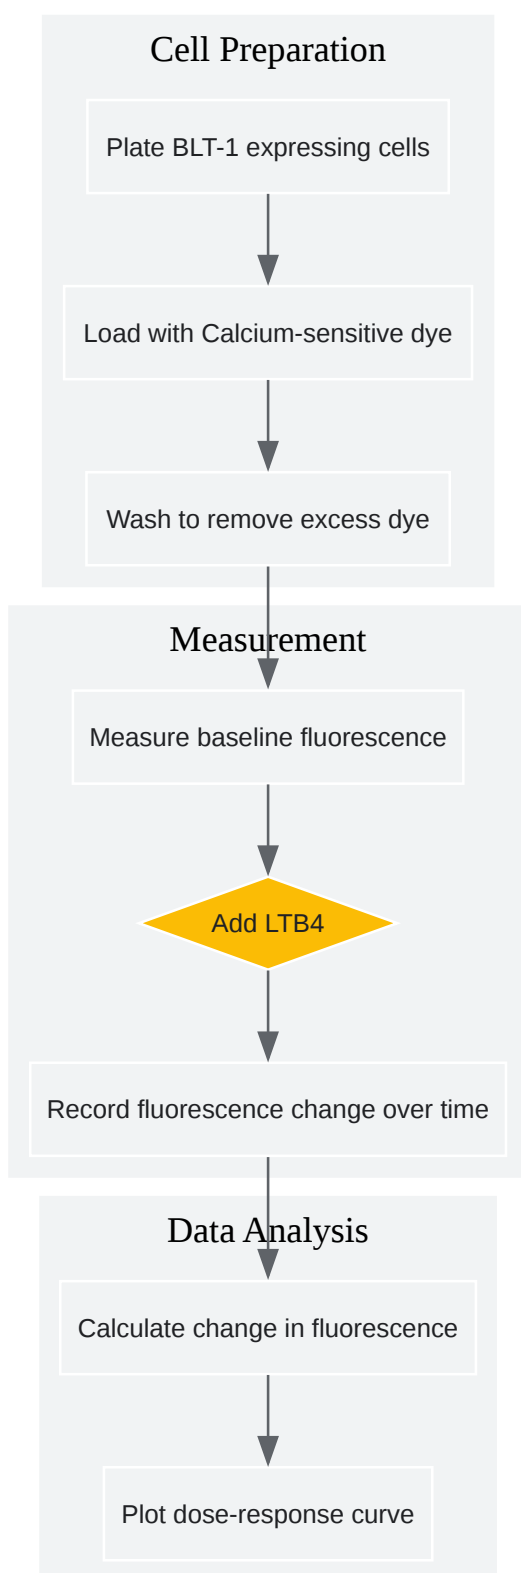 Cell Preparation
Plate BLT-1 expressing cells
Load with Calcium-sensitive dye
Wash to remove excess dye
Measurement
Measure baseline fluorescence
Add LTB4
Record fluorescence change over time
Data Analysis
Calculate change in fluorescence
Plot dose-response curve